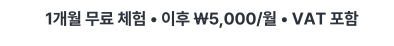 1개월 무료 체험 • 이후 ₩5,000/월 • VAT 포함